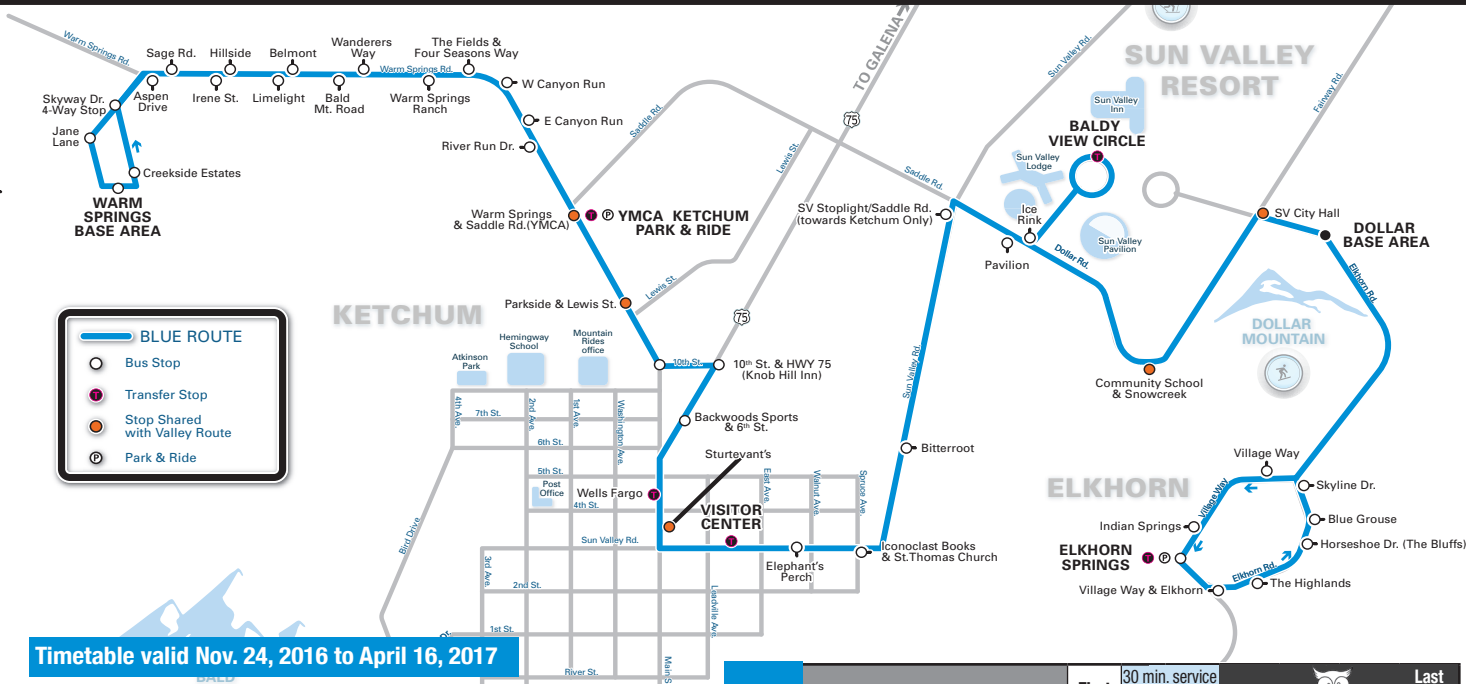 Warm Springs Rd.
Sage Rd.
Hillside
Belmont
Wanderers
Way
The Fields &
Four Seasons Way
Warm Springs Rd.
Skyway Dr.
4-Way Stop
Aspen
Drive
Irene St.
Limelight
Bald
Mt. Road
Warm Springs
Ranch
W Canyon Run
E Canyon Run
River Run Dr.
Jane
Lane
Creekside Estates
WARM
SPRINGS
BASE AREA
Warm Springs
& Saddle Rd.(YMCA)
T
P
YMCA KETCHUM
PARK & RIDE
Saddle Rd.
Lewis St.
TO GALENA
75
Saddle Rd.
Sun Valley Rd.
SUN VALLEY
RESORT
Fairway Rd.
Sun Valley
Inn
BALDY
VIEW CIRCLE
T
Sun Valley
Lodge
Ice
Rink
SV Stoplight/Saddle Rd.
(towards Ketchum Only)
Pavilion
Sun Valley
Pavilion
Dollar Rd.
SV City Hall
DOLLAR
BASE AREA
Elkhorn Rd.
DOLLAR
MOUNTAIN
Community School
& Snowcreek
Parkside & Lewis St.
Lewis St.
75
KETCHUM
Atkinson
Park
Hemingway
School
Mountain
Rides
office
10th St.
10th St. & HWY 75
(Knob Hill Inn)
Backwoods Sports
& 6th St.
Sturtevant's
4th Ave.
7th St.
2nd Ave.
1st Ave.
Washington Ave.
6th St.
5th St.
Post
Office
4th St.
Wells Fargo
T
VISITOR
CENTER
T
East Ave.
Walnut Ave.
Spruce Ave.
Sun Valley Rd.
Elephant's
Perch
Iconoclast Books
& St.Thomas Church
Sun Valley Rd.
Bitterroot
Bird Drive
3rd Ave.
2nd St.
Leadville Ave.
1st St.
Dr.
River St.
Main S
ELKHORN
Village Way
Village Way
Skyline Dr.
Blue Grouse
Horseshoe Dr. (The Bluffs)
Indian Springs
ELKHORN
SPRINGS
T
P
Elkhorn Rd.
The Highlands
Village Way & Elkhorn
BLUE ROUTE
Bus Stop
T
Transfer Stop
Stop Shared
with Valley Route
P
Park & Ride
Timetable valid Nov. 24, 2016 to April 16, 2017
BALD
30 min. service
Last